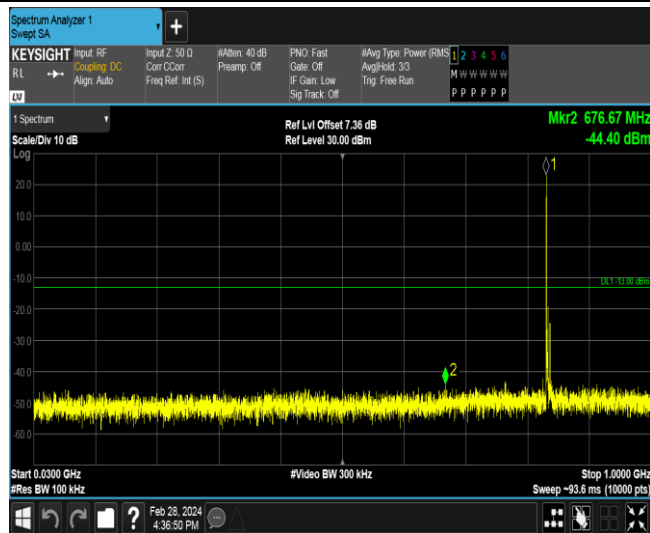 Spectrum Analyzer 1
Swept SA
+
KEYSIGHT
RL
LXI
Input: RF
Coupling: DC
Align: Auto
Input Z: 50 Ω
Corr CCorr
Freq Ref: Int (S)
#Atten: 40 dB
Preamp: Off
PNO: Fast
Gate: Off
IF Gain: Low
Sig Track: Off
#Avg Type: Power (RMS
Avg|Hold: 3/3
Trig: Free Run
1 2 3 4 5 6
M W W W W W
P P P P P P
1 Spectrum
Scale/Div 10 dB
Log
Ref Lvl Offset 7.36 dB
Ref Level 30.00 dBm
Mkr2 676.67 MHz
-44.40 dBm
1
20.0
10.0
0.00
-10.0
DL1 -13.00 dBm
-20.0
-30.0
-40.0
2
-50.0
-60.0
Start 0.0300 GHz
#Res BW 100 kHz
#Video BW 300 kHz
Stop 1.0000 GHz
Sweep ~93.6 ms (10000 pts)
?
Feb 28, 2024
4:36:50 PM